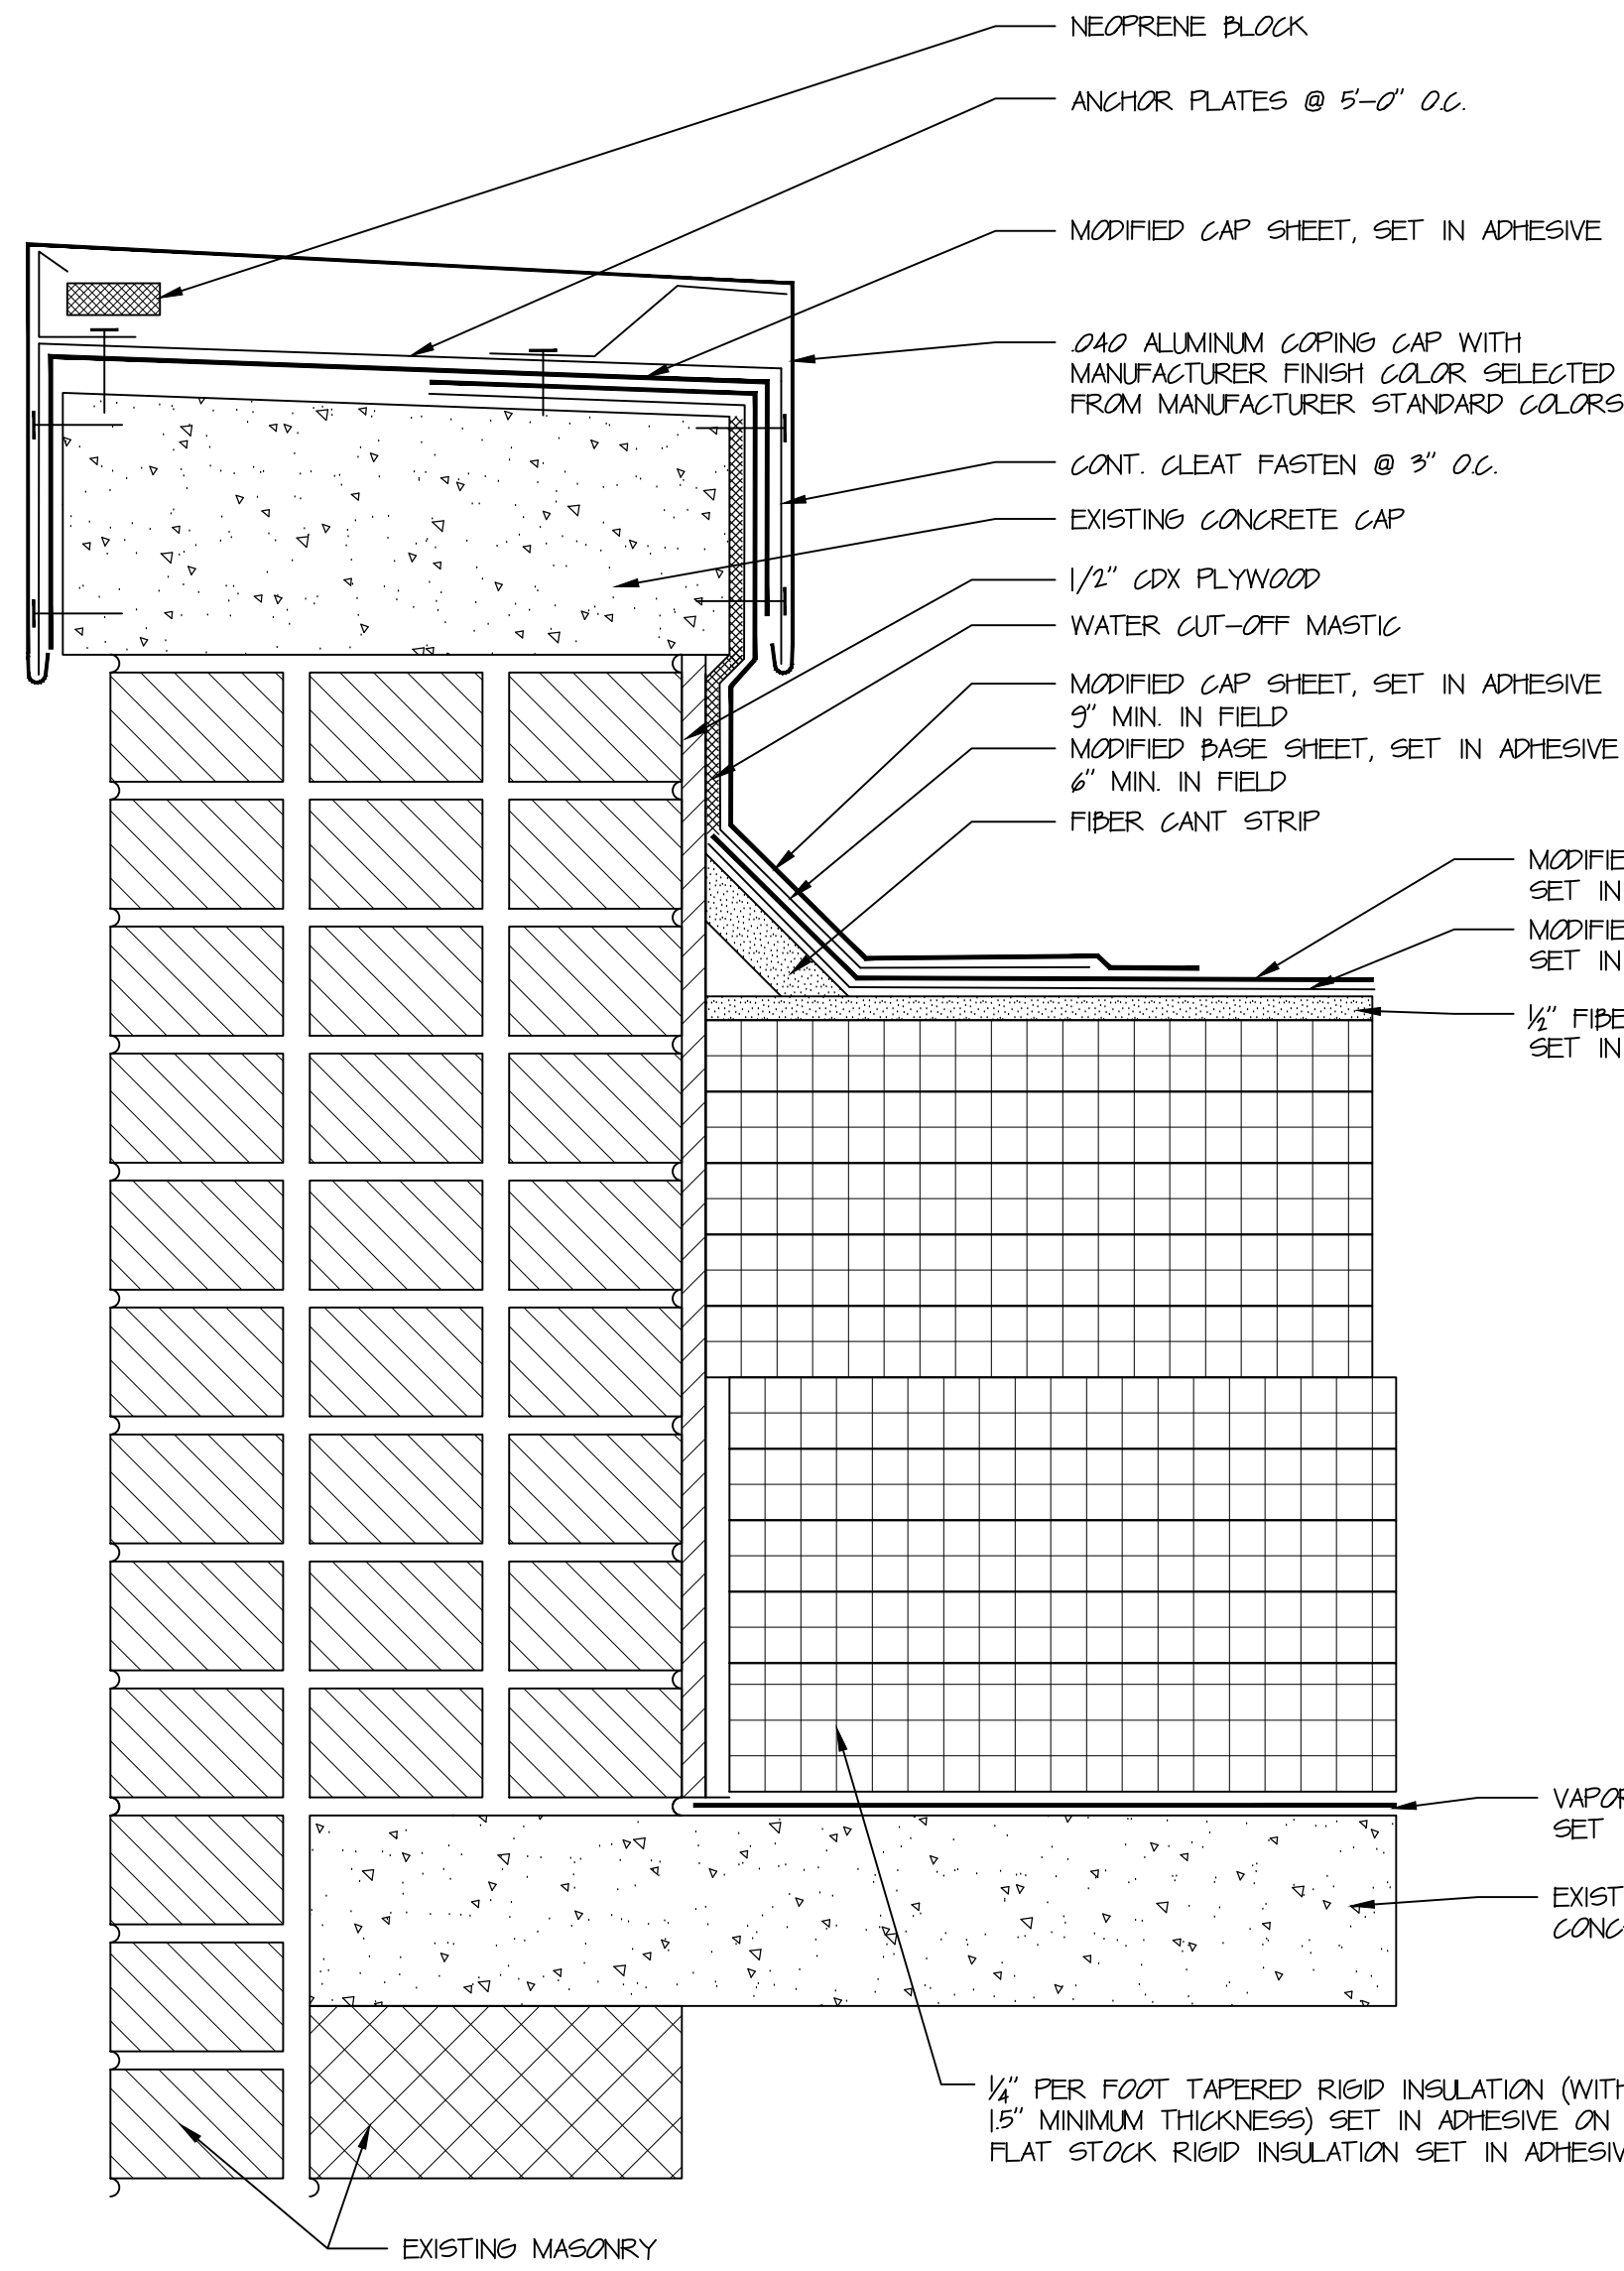 NEOPRENE BLOCK
ANCHOR PLATES @ 5'-0" O.C.
MODIFIED CAP SHEET, SET IN ADHESIVE
.040 ALUMINUM COPING CAP WITH
MANUFACTURER FINISH COLOR SELECTED
FROM MANUFACTURER STANDARD COLORS
CONT. CLEAT FASTEN @ 3" O.C.
EXISTING CONCRETE CAP
1/2" CDX PLYWOOD
WATER CUT-OFF MASTIC
MODIFIED CAP SHEET, SET IN ADHESIVE
9" MIN. IN FIELD
MODIFIED BASE SHEET, SET IN ADHESIVE
6" MIN. IN FIELD
FIBER CANT STRIP
SET IN
SET IN
½"
SET IN
SET
¼" PER FOOT TAPERED RIGID INSULATION (WITH
1.5" MINIMUM THICKNESS) SET IN ADHESIVE ON
FLAT STOCK RIGID INSULATION SET IN
EXISTING MASONRY